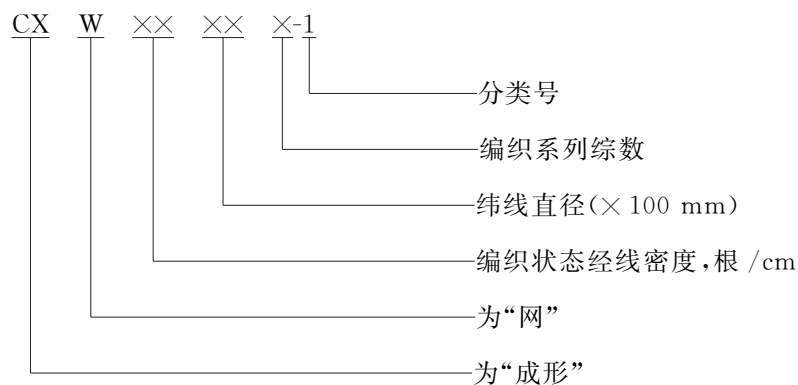 CX W ×× ×× ×-1
分类号
编织系列综数
纬线直径(×100 mm)
编织状态经线密度,根/cm
为“网”
为“成形”